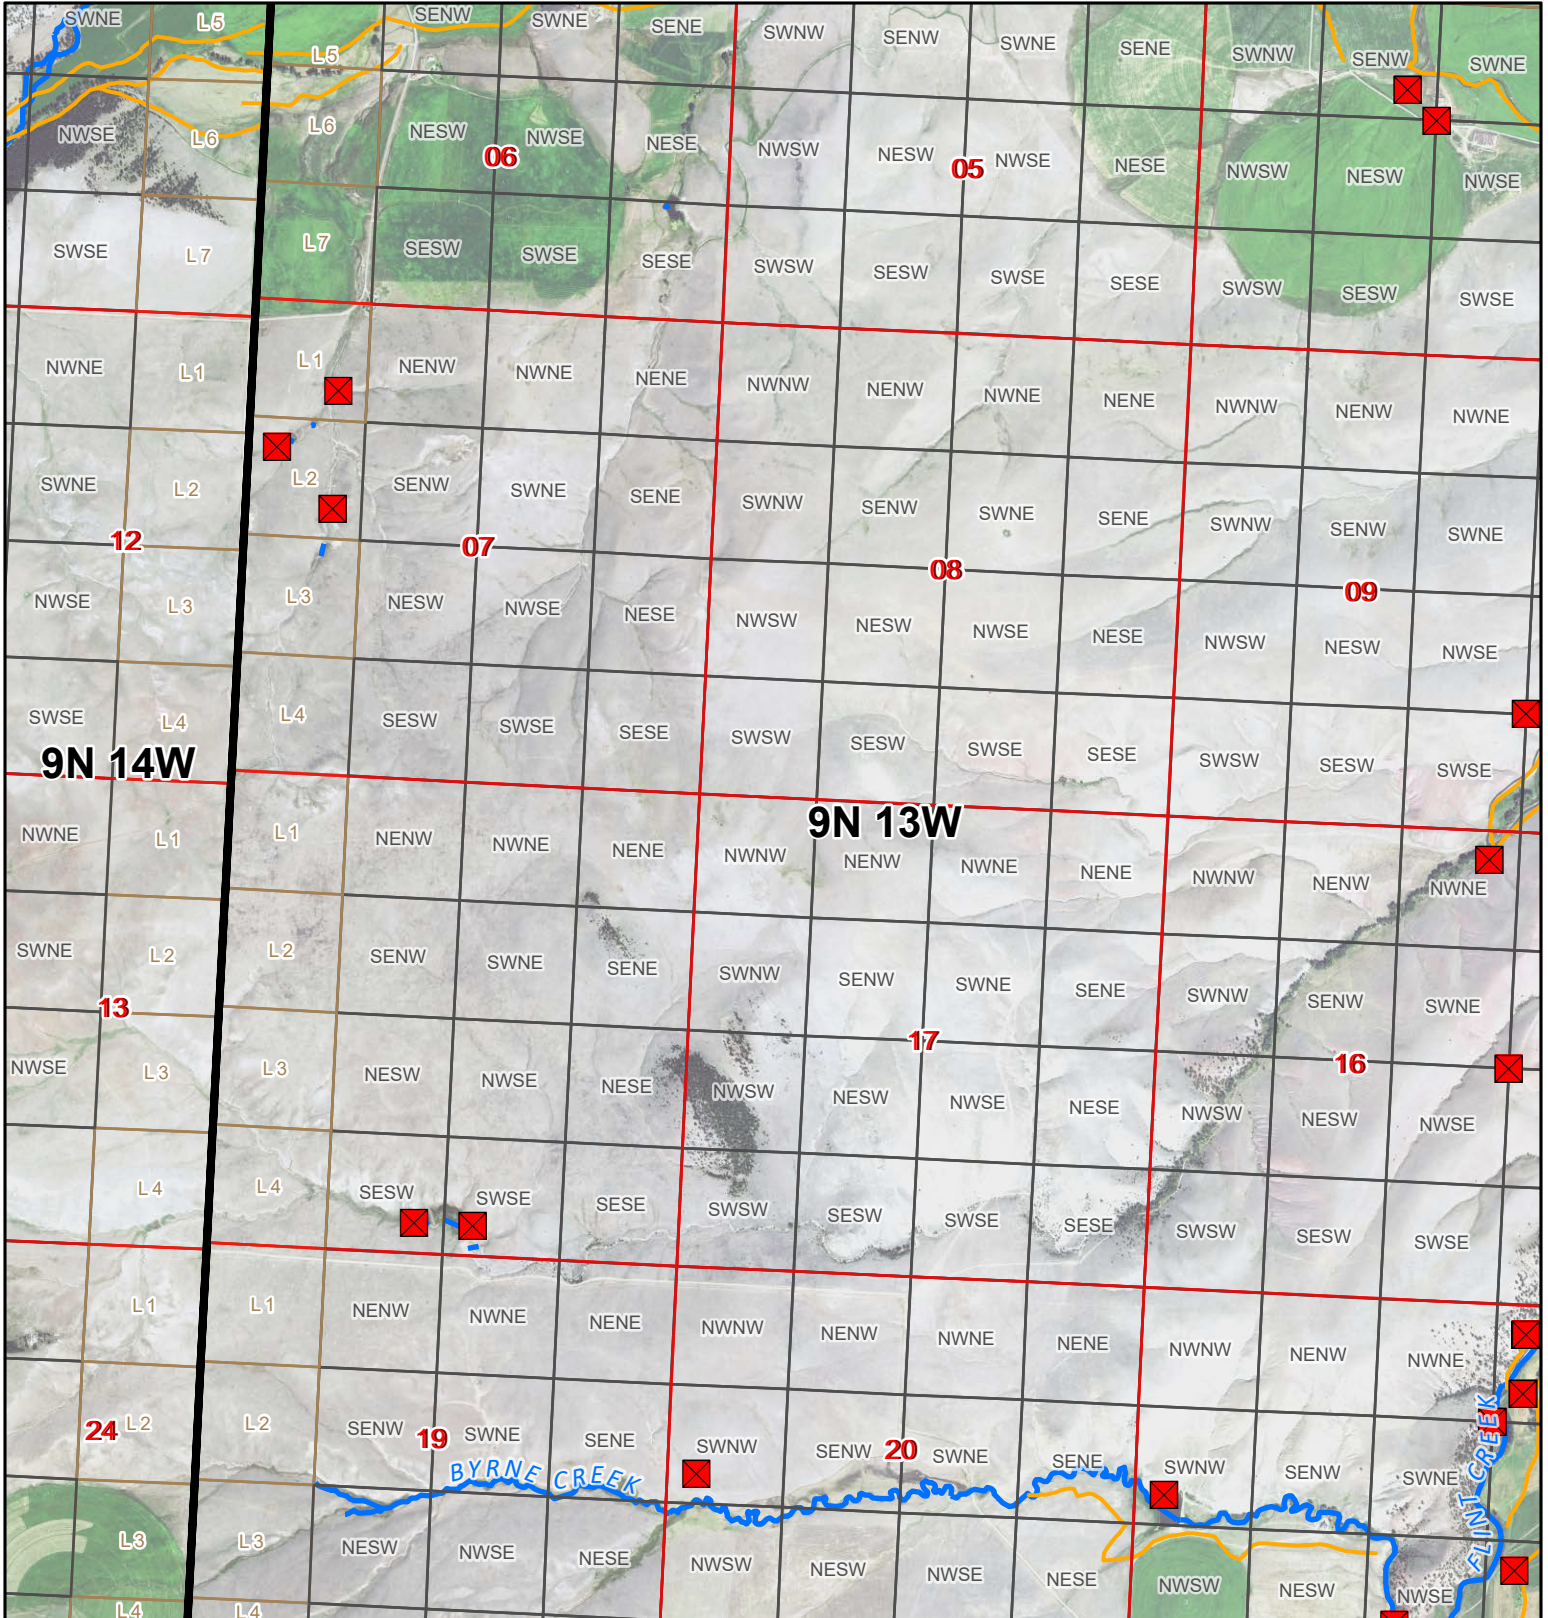 SWNE L5 L5 SENW SWNE SENE SWNW SENW SWNE SENE SWNW SENW SWNE
NWSE L6 L6 NESW 06 NWSE NESE NWSW NESW 05 NWSE NESE NWSW NESW NWSE
SWSE L7 L7 SESW SWSE SESE SWSW SESW SWSE SESE SWSW SESW SWSE
NWNE L1 L1 NENW NWNE NENE NWNW NENW NWNE NENE NWNW NENW NWNE
SWNE L2 L2 SENW SWNE SENE SWNW SENW SWNE SENE SWNW SENW SWNE
12 07 08 09
NWSE L3 L3 NESW NWSE NESE NWSW NESW NWSE NESE NWSW NESW NWSE
SWSE L4 L4 SESW SWSE SESE SWSW SESW SWSE SESE SWSW SESW SWSE
9N 14W
9N 13W
NWNE L1 L1 NENW NWNE NENE NWNW NENW NWNE NENE NWNW NENW NWNE
SWNE L2 L2 SENW SWNE SENE SWNW SENW SWNE SENE SWNW SENW SWNE
13 17 16
NWSE L3 L3 NESW NWSE NESE NWSW NESW NWSE NESE NWSW NESW NWSE
L4 L4 SESW SWSE SESE SWSW SESW SWSE SESE SWSW SESW SWSE
L1 L1 NENW NWNE NENE NWNW NENW NWNE NENE NWNW NENW NWNE
24 L2 L2 SENW 19 SWNE SENE SWNW SENW 20 SWNE SENE SWNW SENW SWNE
BYRNE CREEK
FLINT CREEK
L3 L3 NESW NWSE NESE NWSW NESW NWSE NESE NWSW NESW NWSE
L4 L4